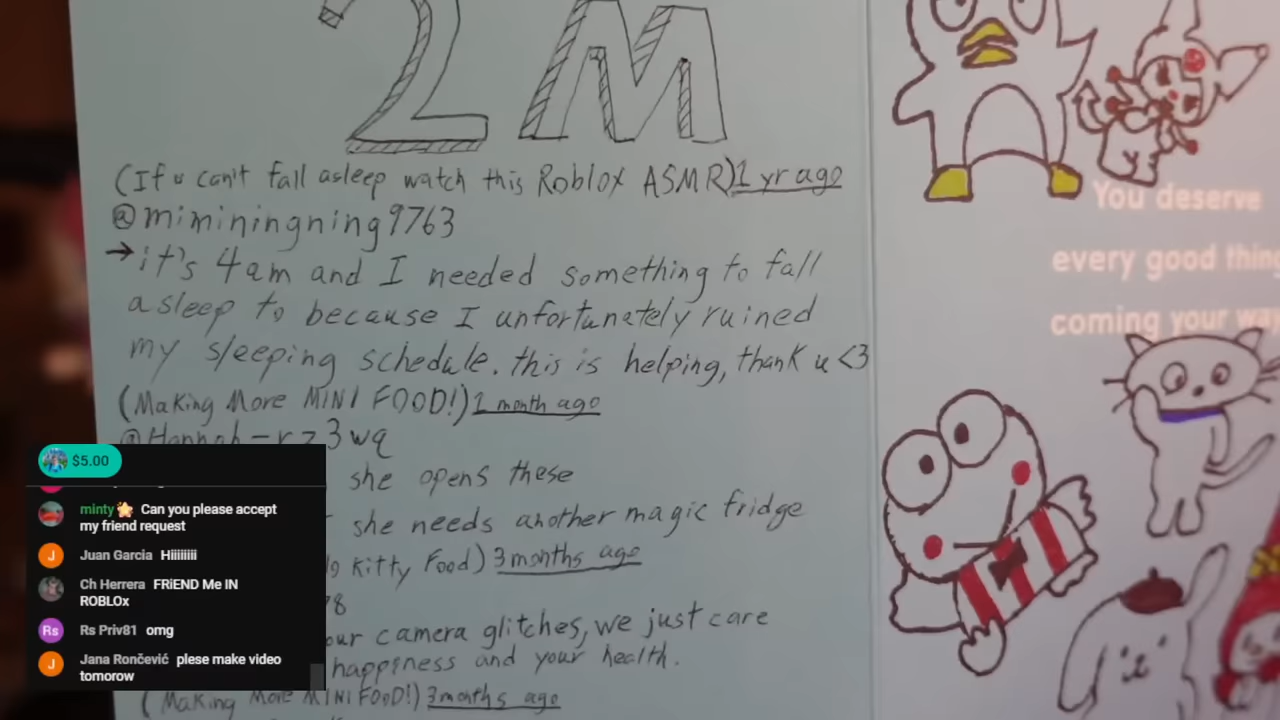 2M
(If u can't fall asleep watch this Roblox ASMR) 1 yr ago
@miminingning9763
→ it's 4am and I needed something to fall
asleep to because I unfortunately ruined
my sleeping schedule. this is helping, thank u <3
(Making More MINI FOOD!) 1 month ago
@Hannah-rz3wq
she opens these
she needs another magic fridge
Kitty Food) 3 months ago
78
our camera glitches, we just care
happiness and your health.
(Making More MINI FOOD!) 3 months ago
You deserve
every good thing
coming your way
$5.00
minty Can you please accept
my friend request
Juan Garcia Hiiiiiiii
Ch Herrera FRiEND Me IN
ROBLOx
Rs Rs Priv81 omg
J Jana Rončević plese make video
tomorow